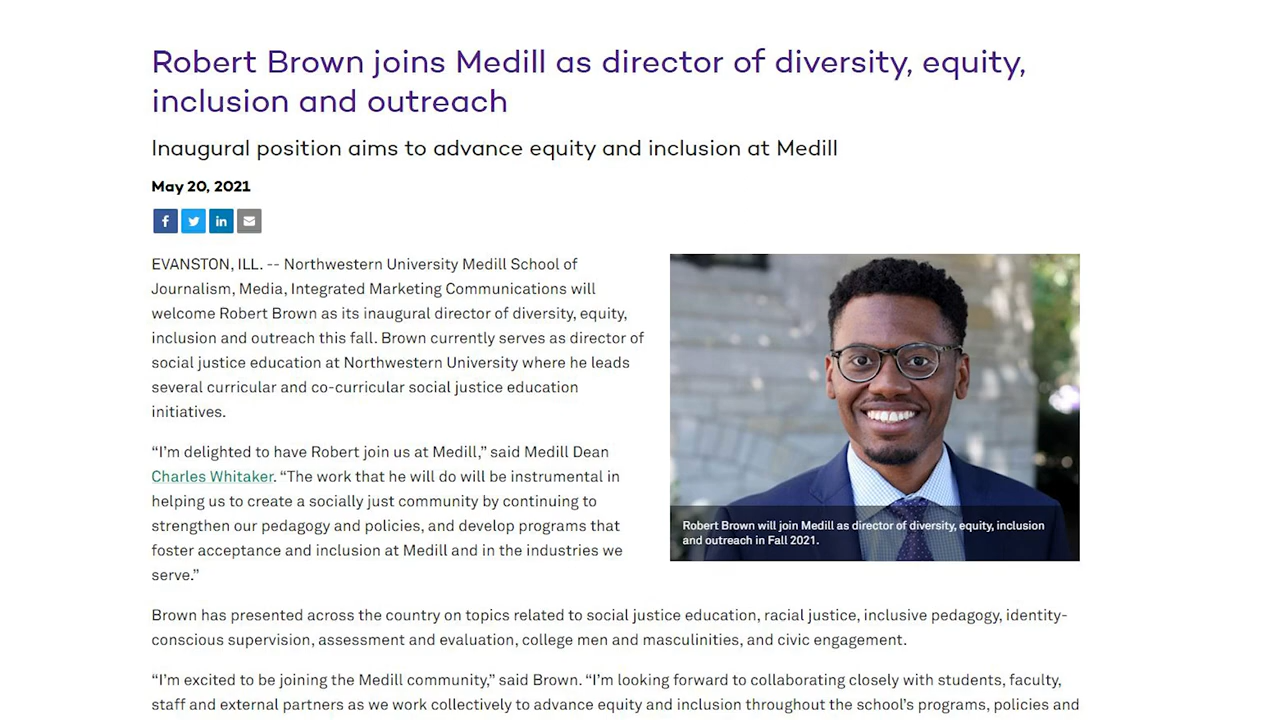 Robert Brown joins Medill as director of diversity, equity,
inclusion and outreach
Inaugural position aims to advance equity and inclusion at Medill
May 20, 2021
f
in
EVANSTON, ILL. -- Northwestern University Medill School of
Journalism, Media, Integrated Marketing Communications will
welcome Robert Brown as its inaugural director of diversity, equity,
inclusion and outreach this fall. Brown currently serves as director of
social justice education at Northwestern University where he leads
several curricular and co-curricular social justice education
initiatives.
“I’m delighted to have Robert join us at Medill,” said Medill Dean
Charles Whitaker. “The work that he will do will be instrumental in
helping us to create a socially just community by continuing to
strengthen our pedagogy and policies, and develop programs that
foster acceptance and inclusion at Medill and in the industries we
serve.”
Robert Brown will join Medill as director of diversity, equity, inclusion
and outreach in Fall 2021.
Brown has presented across the country on topics related to social justice education, racial justice, inclusive pedagogy, identity-
conscious supervision, assessment and evaluation, college men and masculinities, and civic engagement.
“I’m excited to be joining the Medill community,” said Brown. “I’m looking forward to collaborating closely with students, faculty,
staff and external partners as we work collectively to advance equity and inclusion throughout the school’s programs, policies and